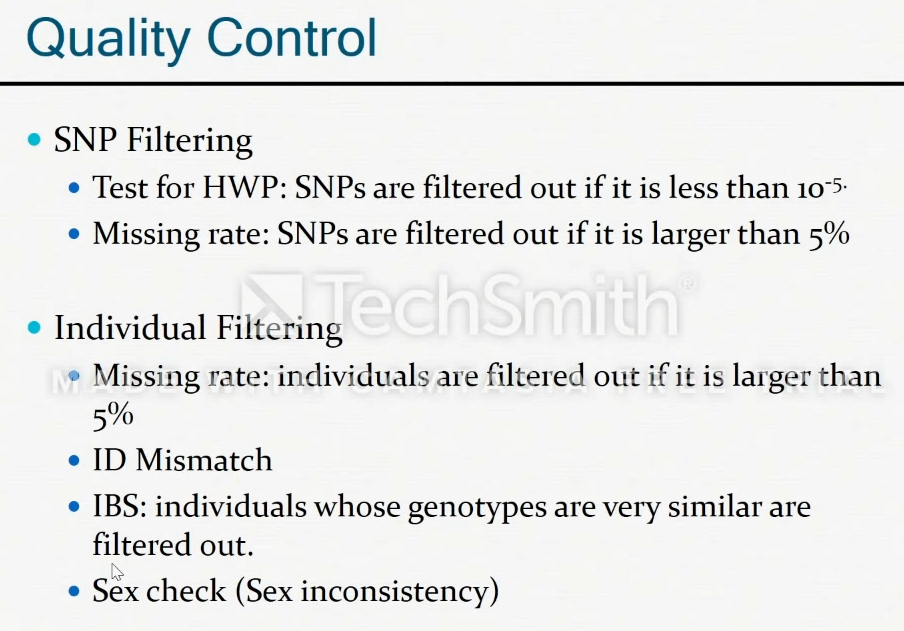 Quality Control
• SNP Filtering
• Test for HWP: SNPs are filtered out if it is less than 10⁻⁵.
• Missing rate: SNPs are filtered out if it is larger than 5%
TechSmith®
• Individual Filtering
MADE WITH CAMTASIA FREE TRIAL
• Missing rate: individuals are filtered out if it is larger than
5%
• ID Mismatch
• IBS: individuals whose genotypes are very similar are
filtered out.
• Sex check (Sex inconsistency)